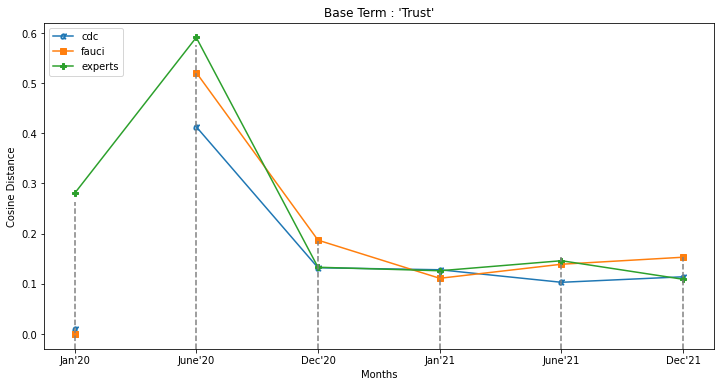 Base Term : 'Trust'
cdc
fauci
experts
0.6
0.5
0.4
0.3
0.2
0.1
0.0
Cosine Distance
Jan'20 June'20 Dec'20 Jan'21 June'21 Dec'21
Months